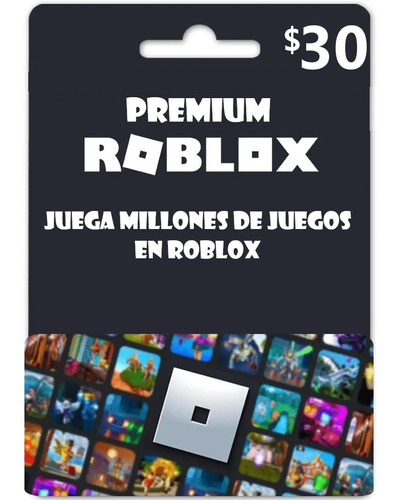 $30
PREMIUM
ROBLOX
JUEGA MILLONES DE JUEGOS
EN ROBLOX